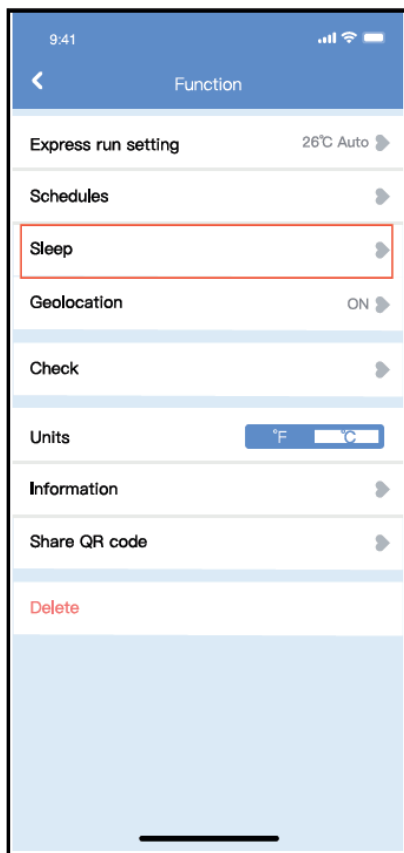 9:41
Function
Express run setting 26℃ Auto
Schedules
Sleep
Geolocation ON
Check
Units ℉ ℃
Information
Share QR code
Delete